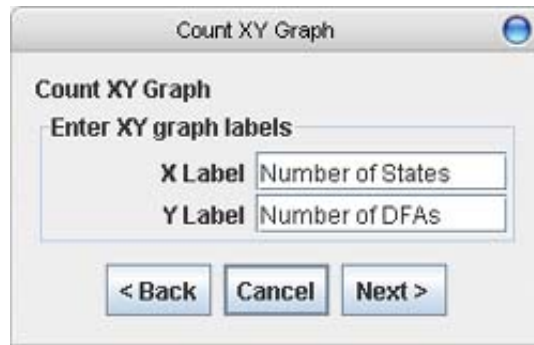 Count XY Graph
Count XY Graph
Enter XY graph labels
X Label Number of States
Y Label Number of DFAs
< Back Cancel Next >